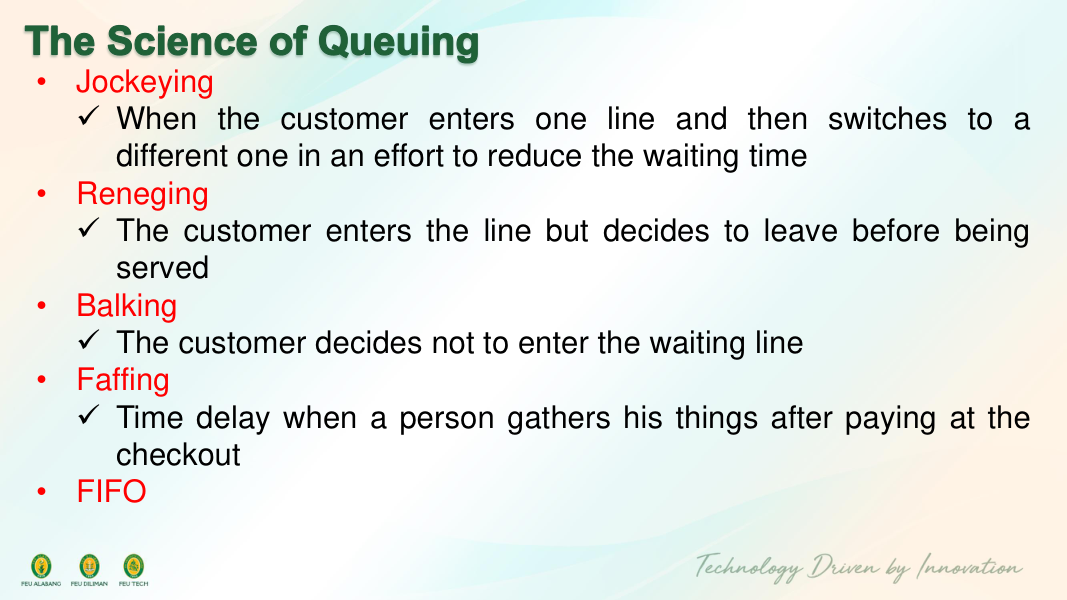 The Science of Queuing
• Jockeying
✓ When the customer enters one line and then switches to a
different one in an effort to reduce the waiting time
• Reneging
✓ The customer enters the line but decides to leave before being
served
• Balking
✓ The customer decides not to enter the waiting line
• Faffing
✓ Time delay when a person gathers his things after paying at the
checkout
• FIFO
FEU ALABANG FEU DILIMAN FEU TECH
Technology Driven by Innovation